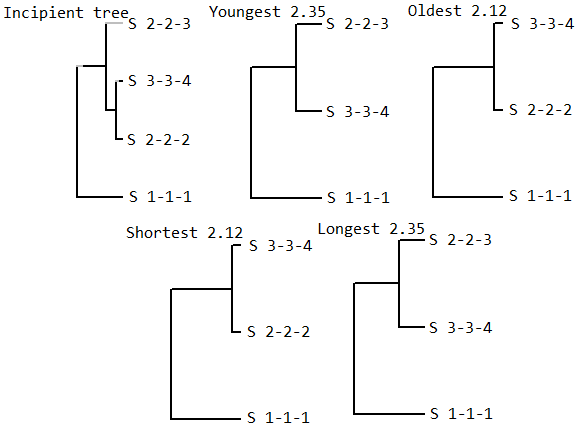 Incipient tree
S 2-2-3
S 3-3-4
S 2-2-2
S 1-1-1
Youngest 2.35
S 2-2-3
S 3-3-4
S 1-1-1
Oldest 2.12
S 3-3-4
S 2-2-2
S 1-1-1
Shortest 2.12
S 3-3-4
S 2-2-2
S 1-1-1
Longest 2.35
S 2-2-3
S 3-3-4
S 1-1-1